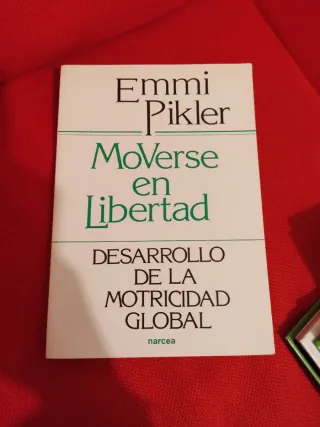 Emmi
Pikler
MoVerse
en
Libertad
DESARROLLO
DE LA
MOTRICIDAD
GLOBAL
narcea